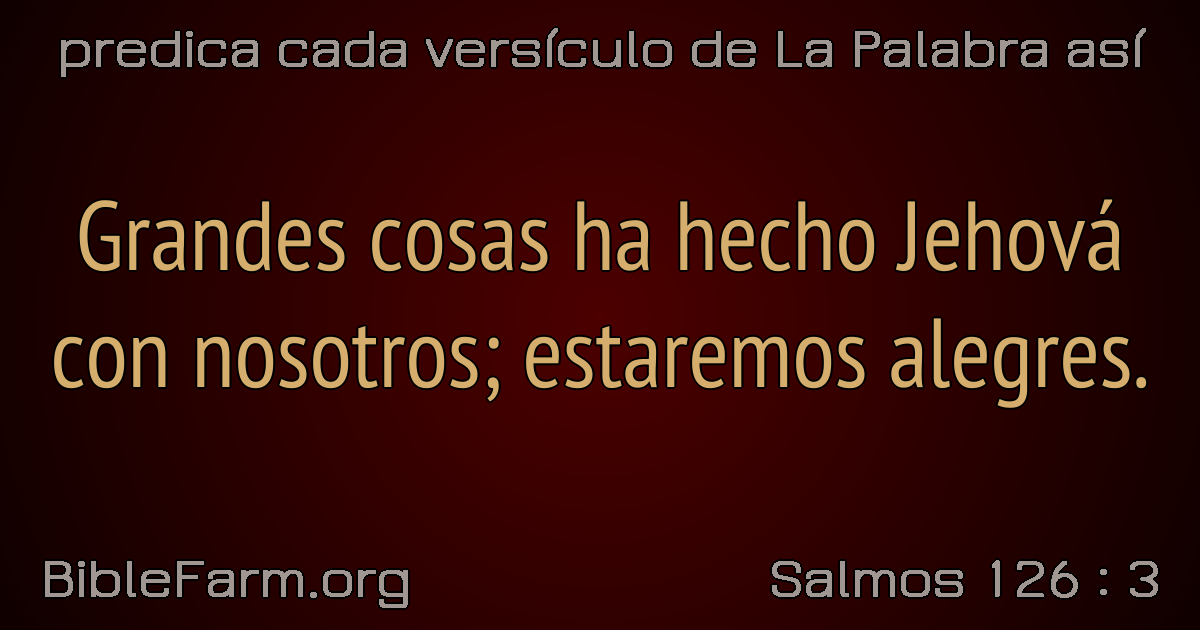 predica cada versículo de La Palabra así
Grandes cosas ha hecho Jehová
con nosotros; estaremos alegres.
BibleFarm.org
Salmos 126 : 3